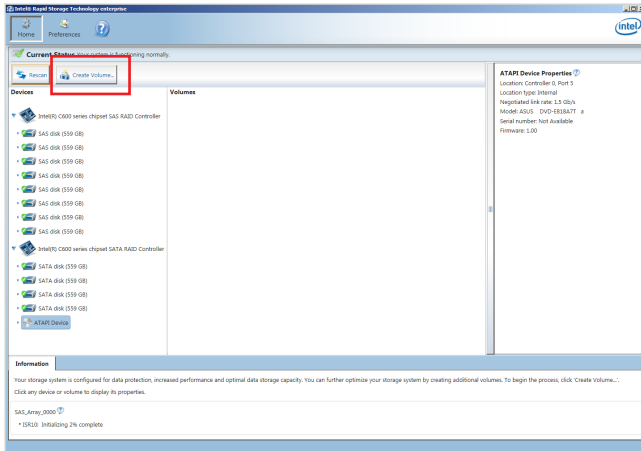 Intel® Rapid Storage Technology enterprise
Home
Preferences
intel
Current Status Your system is functioning normally.
Rescan
Create Volume...
Devices
Volumes
Intel(R) C600 series chipset SAS RAID Controller
SAS disk (559 GB)
SAS disk (559 GB)
SAS disk (559 GB)
SAS disk (559 GB)
SAS disk (559 GB)
SAS disk (559 GB)
SAS disk (559 GB)
SAS disk (559 GB)
Intel(R) C600 series chipset SATA RAID Controller
SATA disk (559 GB)
SATA disk (559 GB)
SATA disk (559 GB)
SATA disk (559 GB)
ATAPI Device
ATAPI Device Properties
Location: Controller 0, Port 5
Location type: Internal
Negotiated link rate: 1.5 Gb/s
Model: ASUS DVD-E818A7T a
Serial number: Not Available
Firmware: 1.00
Information
Your storage system is configured for data protection, increased performance and optimal data storage capacity. You can further optimize your storage system by creating additional volumes. To begin the process, click 'Create Volume...'.
Click any device or volume to display its properties.
SAS_Array_0000
• ISR10: Initializing 2% complete